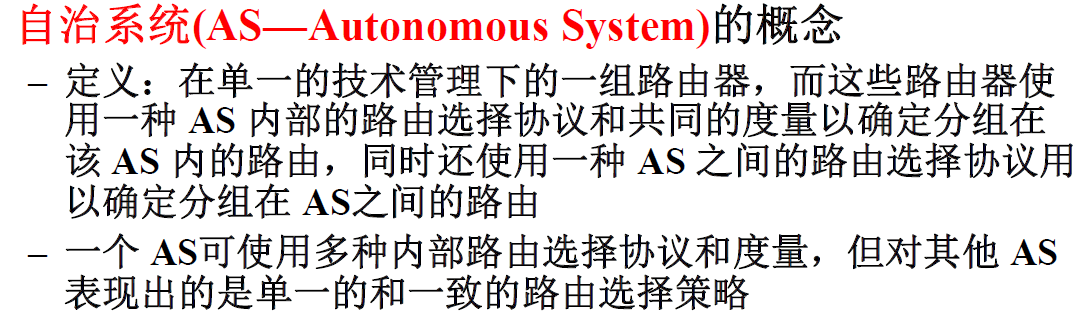 自治系统(AS—Autonomous System)的概念
– 定义：在单一的技术管理下的一组路由器，而这些路由器使
用一种 AS 内部的路由选择协议和共同的度量以确定分组在
该 AS 内的路由，同时还使用一种 AS 之间的路由选择协议用
以确定分组在 AS之间的路由
– 一个 AS可使用多种内部路由选择协议和度量，但对其他 AS
表现出的是单一的和一致的路由选择策略